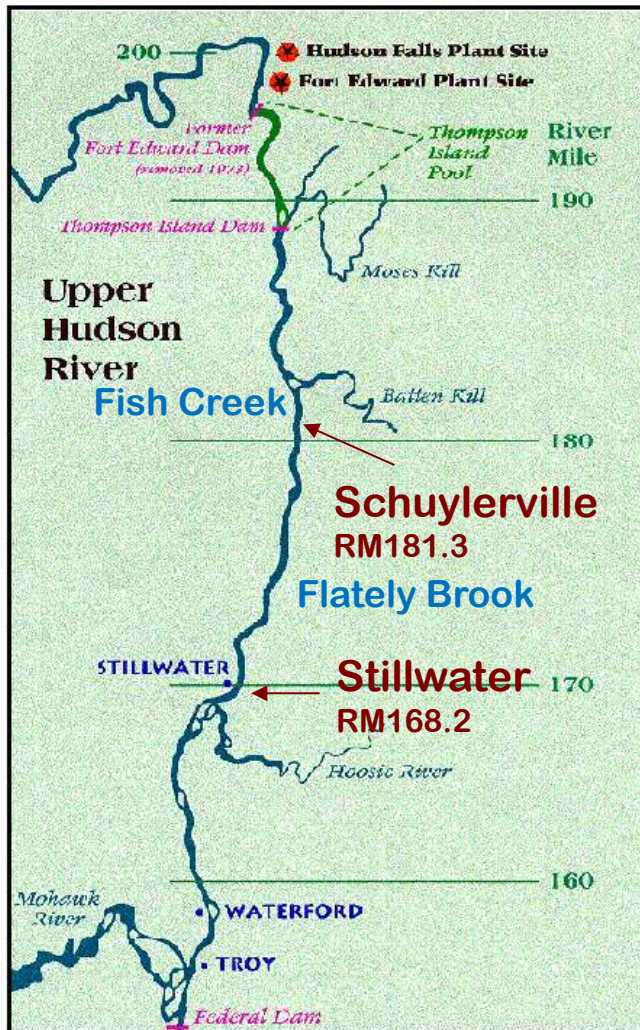 200
Hudson Falls Plant Site
Fort Edward Plant Site
Former
Fort Edward Dam
(removed 1973)
Thompson
Island
Pool
River
Mile
190
Thompson Island Dam
Moses Kill
Upper
Hudson
River
Fish Creek
Batten Kill
180
Schuylerville
RM181.3
Flately Brook
STILLWATER
Stillwater
RM168.2
170
Hoosic River
160
Mohawk
River
WATERFORD
TROY
Federal Dam